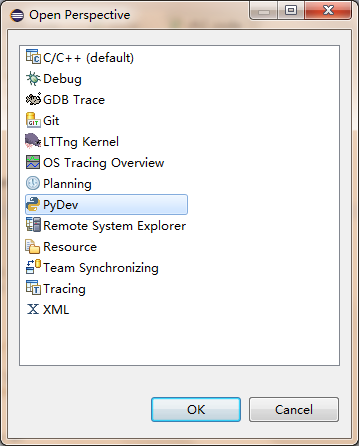 Open Perspective
C/C++ (default)
Debug
GDB Trace
Git
LTTng Kernel
OS Tracing Overview
Planning
PyDev
Remote System Explorer
Resource
Team Synchronizing
Tracing
XML
OK
Cancel